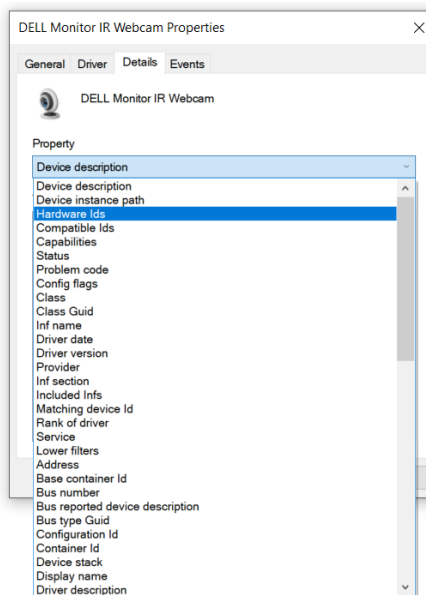 DELL Monitor IR Webcam Properties
General Driver Details Events
DELL Monitor IR Webcam
Property
Device description
Device description
Device instance path
Hardware Ids
Compatible Ids
Capabilities
Status
Problem code
Config flags
Class
Class Guid
Inf name
Driver date
Driver version
Provider
Inf section
Included Infs
Matching device Id
Rank of driver
Service
Lower filters
Address
Base container Id
Bus number
Bus reported device description
Bus type Guid
Configuration Id
Container Id
Device stack
Display name
Driver description